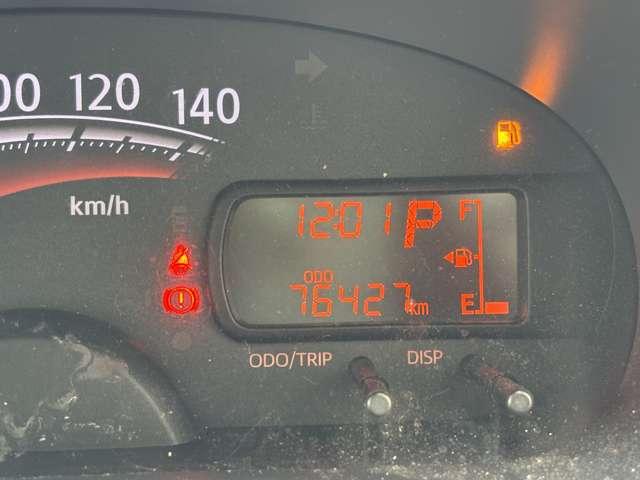 00 120 140
km/h
12:01 P F
ODO
76427 km E
ODO/TRIP DISP